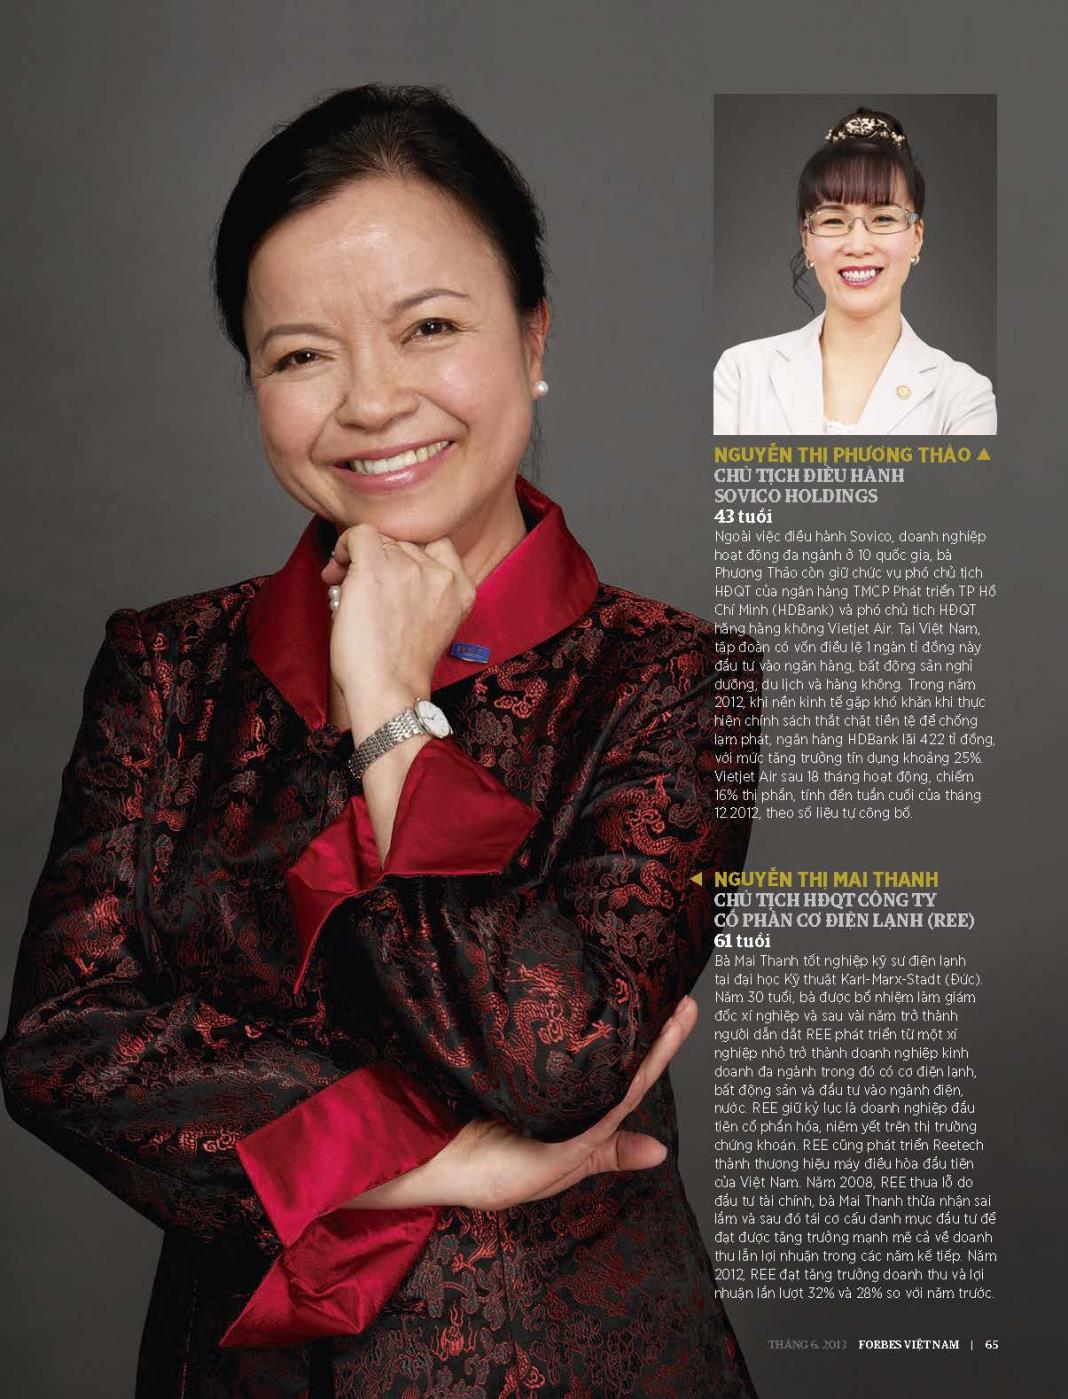 NGUYỄN THỊ PHƯƠNG THẢO ▲
CHỦ TỊCH ĐIỀU HÀNH
SOVICO HOLDINGS
43 tuổi
Ngoài việc điều hành Sovico, doanh nghiệp
hoạt động đa ngành ở 10 quốc gia, bà
Phương Thảo còn giữ chức vụ phó chủ tịch
HĐQT của ngân hàng TMCP Phát triển TP Hồ
Chí Minh (HDBank) và phó chủ tịch HĐQT
hãng hàng không Vietjet Air. Tại Việt Nam,
tập đoàn có vốn điều lệ 1 ngàn tỉ đồng này
đầu tư vào ngân hàng, bất động sản nghỉ
dưỡng, du lịch và hàng không. Trong năm
2012, khi nền kinh tế gặp khó khăn khi thực
hiện chính sách thắt chặt tiền tệ để chống
lạm phát, ngân hàng HDBank lãi 422 tỉ đồng,
với mức tăng trưởng tín dụng khoảng 25%.
Vietjet Air sau 18 tháng hoạt động, chiếm
16% thị phần, tính đến tuần cuối của tháng
12.2012, theo số liệu tự công bố.
◀ NGUYỄN THỊ MAI THANH
CHỦ TỊCH HĐQT CÔNG TY
CỔ PHẦN CƠ ĐIỆN LẠNH (REE)
61 tuổi
Bà Mai Thanh tốt nghiệp kỹ sư điện lạnh
tại đại học Kỹ thuật Karl-Marx-Stadt (Đức).
Năm 30 tuổi, bà được bổ nhiệm làm giám
đốc xí nghiệp và sau vài năm trở thành
người dẫn dắt REE phát triển từ một xí
nghiệp nhỏ trở thành doanh nghiệp kinh
doanh đa ngành trong đó có cơ điện lạnh,
bất động sản và đầu tư vào ngành điện,
nước. REE giữ kỷ lục là doanh nghiệp đầu
tiên cổ phần hóa, niêm yết trên thị trường
chứng khoán. REE cũng phát triển Reetech
thành thương hiệu máy điều hòa đầu tiên
của Việt Nam. Năm 2008, REE thua lỗ do
đầu tư tài chính, bà Mai Thanh thừa nhận sai
lầm và sau đó tái cơ cấu danh mục đầu tư để
đạt được tăng trưởng mạnh mẽ cả về doanh
thu lẫn lợi nhuận trong các năm kế tiếp. Năm
2012, REE đạt tăng trưởng doanh thu và lợi
nhuận lần lượt 32% và 28% so với năm trước.
THÁNG 6. 2013 FORBES VIỆT NAM | 65